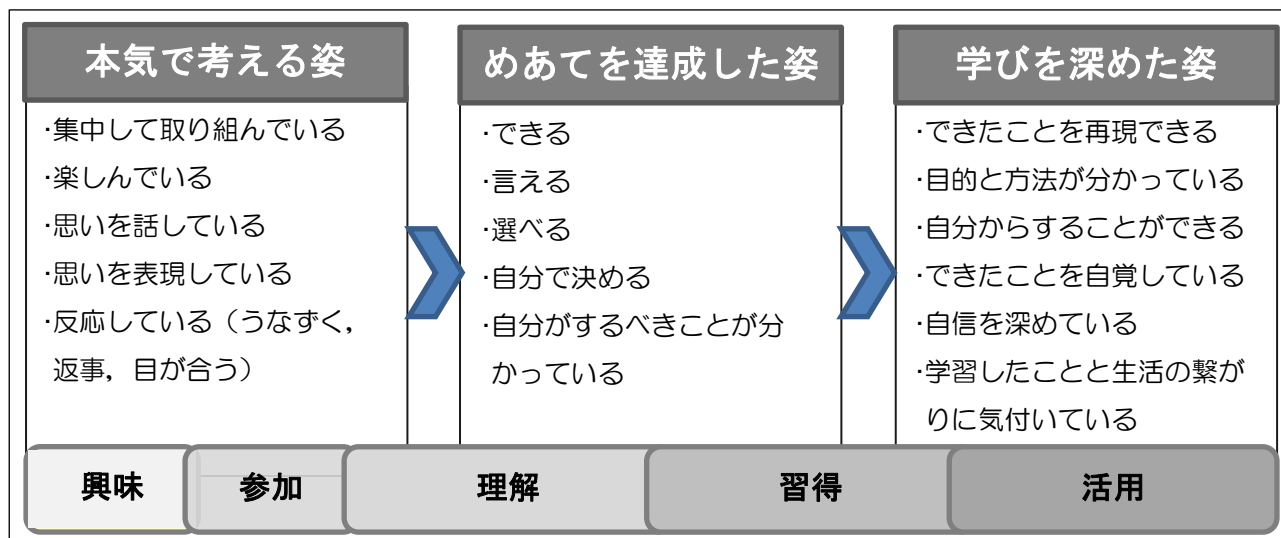 本気で考える姿
・集中して取り組んでいる
・楽しんでいる
・思いを話している
・思いを表現している
・反応している（うなずく，
返事，目が合う）
めあてを達成した姿
・できる
・言える
・選べる
・自分で決める
・自分がするべきことが分
かっている
学びを深めた姿
・できたことを再現できる
・目的と方法が分かっている
・自分からすることができる
・できたことを自覚している
・自信を深めている
・学習したことと生活の繋が
りに気付いている
興味
参加
理解
習得
活用